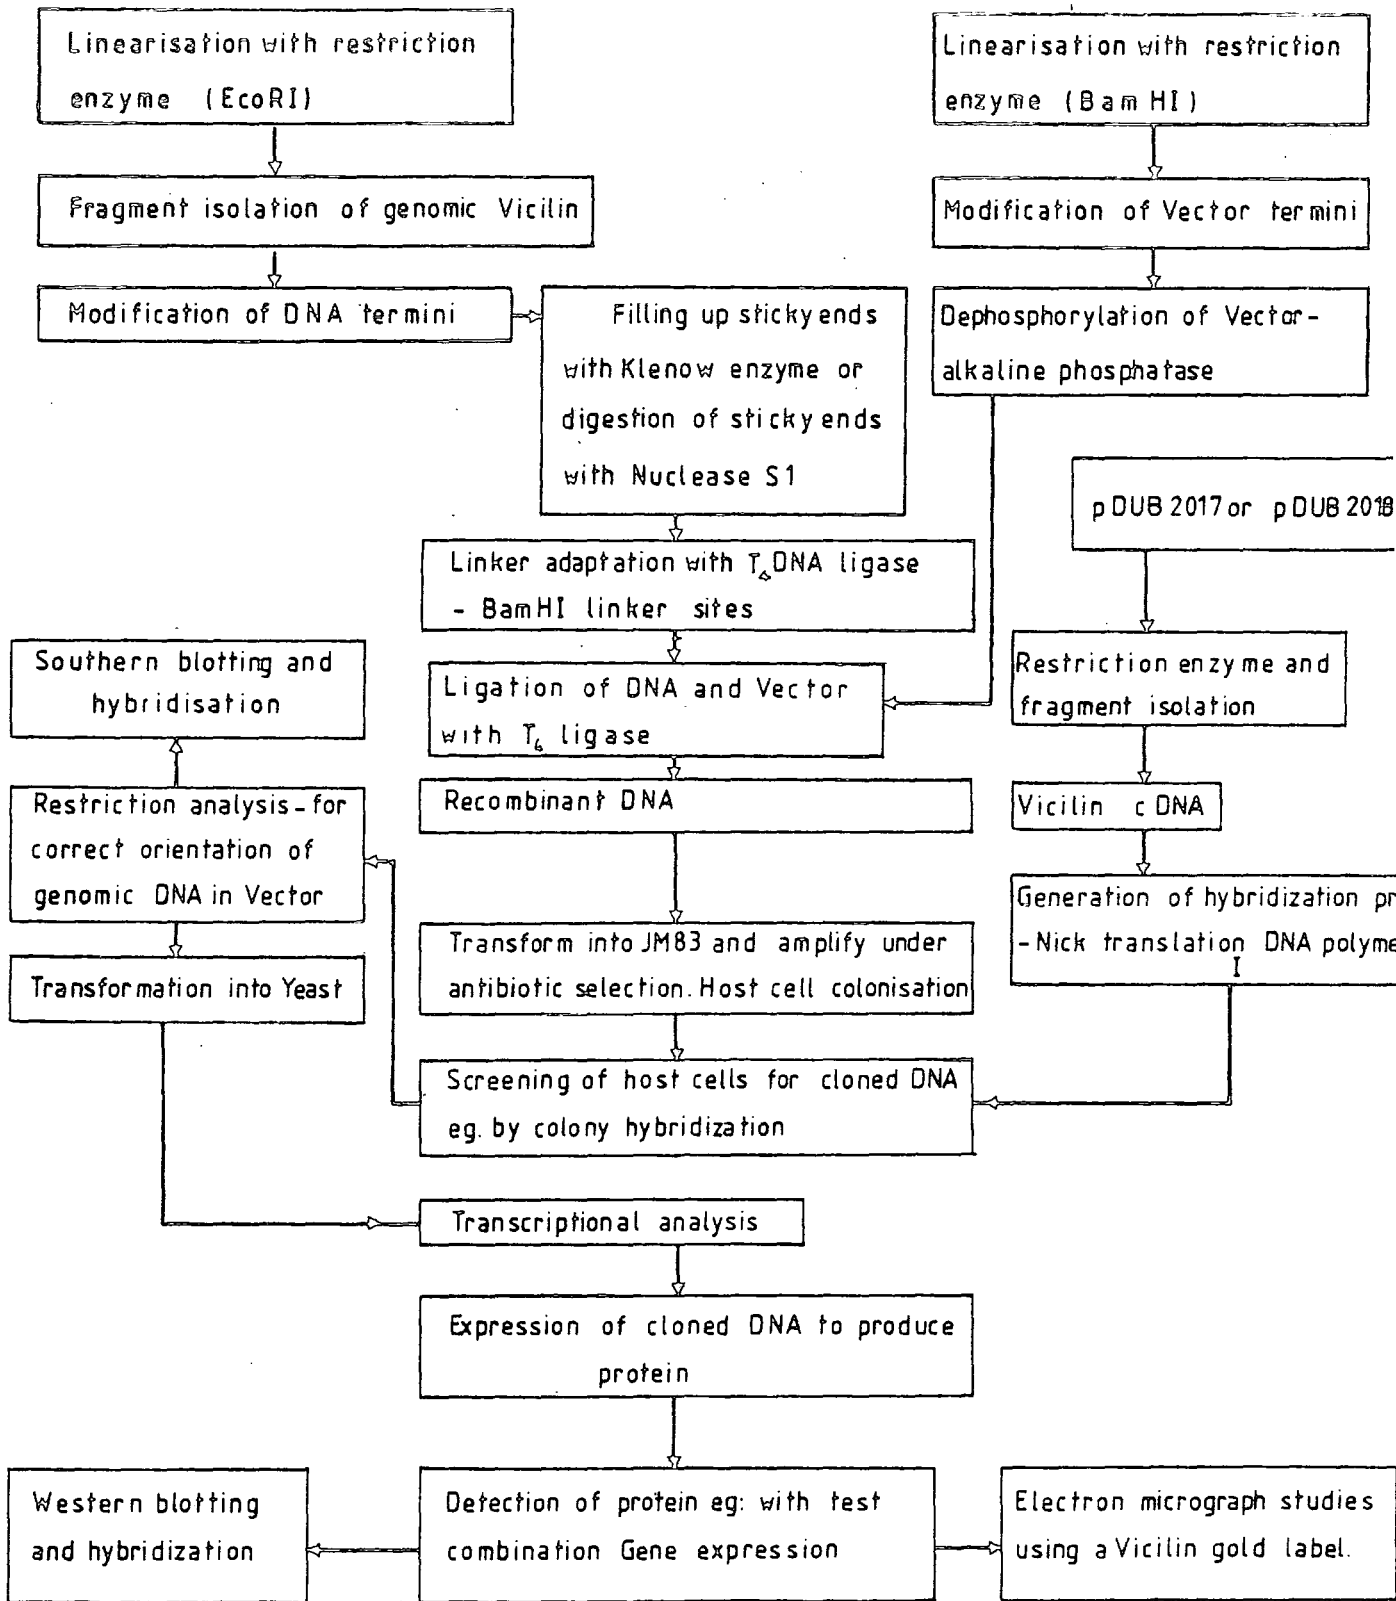 Linearisation with restriction
enzyme (EcoRI)
Linearisation with restriction
enzyme (Bam HI)
Fragment isolation of genomic Vicilin
Modification of Vector termini
Modification of DNA termini
Filling up sticky ends
with Klenow enzyme or
digestion of sticky ends
with Nuclease S1
Dephosphorylation of Vector-
alkaline phosphatase
pDUB 2017 or pDUB 2018
Linker adaptation with T4 DNA ligase
- BamHI linker sites
Restriction enzyme and
fragment isolation
Southern blotting and
hybridisation
Ligation of DNA and Vector
with T4 ligase
Recombinant DNA
Vicilin cDNA
Restriction analysis-for
correct orientation of
genomic DNA in Vector
Generation of hybridization pr
-Nick translation DNA polyme
I
Transform into JM83 and amplify under
antibiotic selection. Host cell colonisation
Transformation into Yeast
Screening of host cells for cloned DNA
eg. by colony hybridization
Transcriptional analysis
Expression of cloned DNA to produce
protein
Western blotting
and hybridization
Detection of protein eg: with test
combination Gene expression
Electron micrograph studies
using a Vicilin gold label.